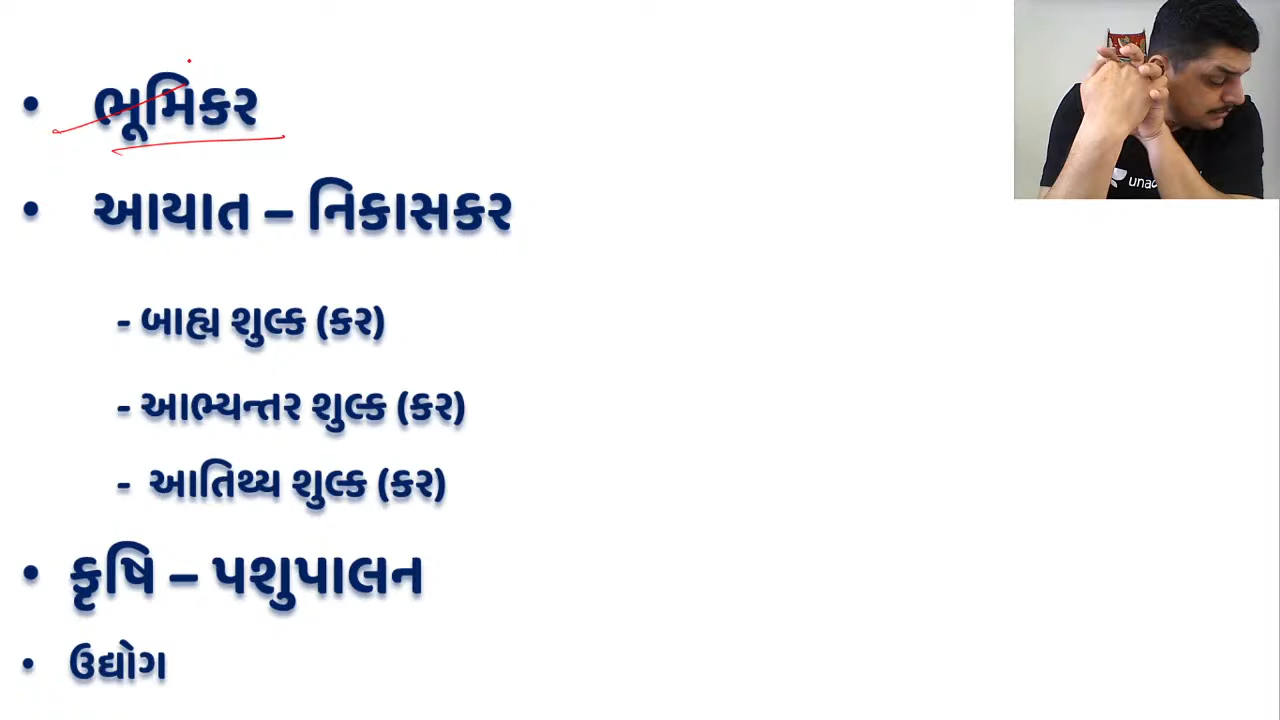 • ભૂમિકર
• આયાત – નિકાસકર
- બાહ્ય શુલ્ક (કર)
- આભ્યન્તર શુલ્ક (કર)
- આતિથ્ય શુલ્ક (કર)
• કૃષિ – પશુપાલન
• ઉદ્યોગ